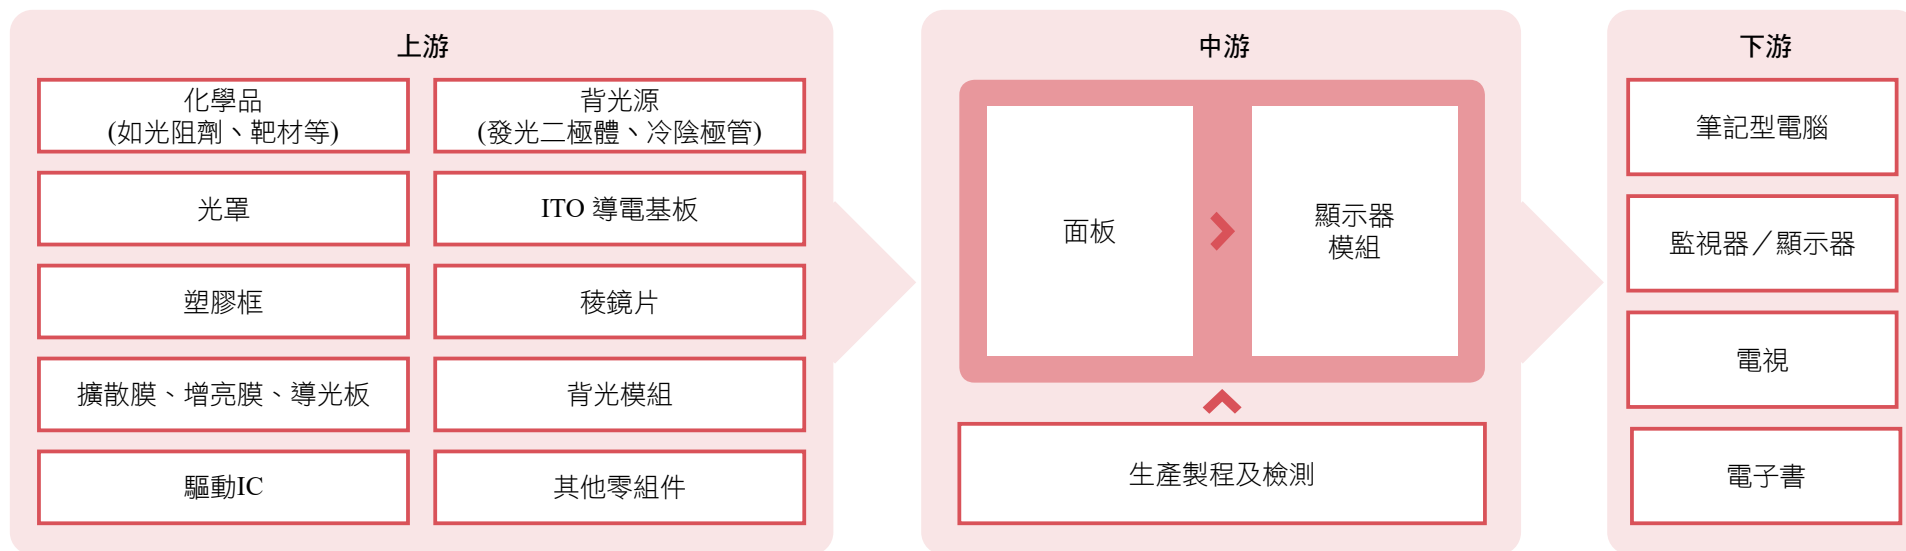 上游
化學品
(如光阻劑、靶材等)
背光源
(發光二極體、冷陰極管)
光罩
ITO 導電基板
塑膠框
稜鏡片
擴散膜、增亮膜、導光板
背光模組
驅動IC
其他零組件
中游
面板
顯示器
模組
生產製程及檢測
下游
筆記型電腦
監視器／顯示器
電視
電子書